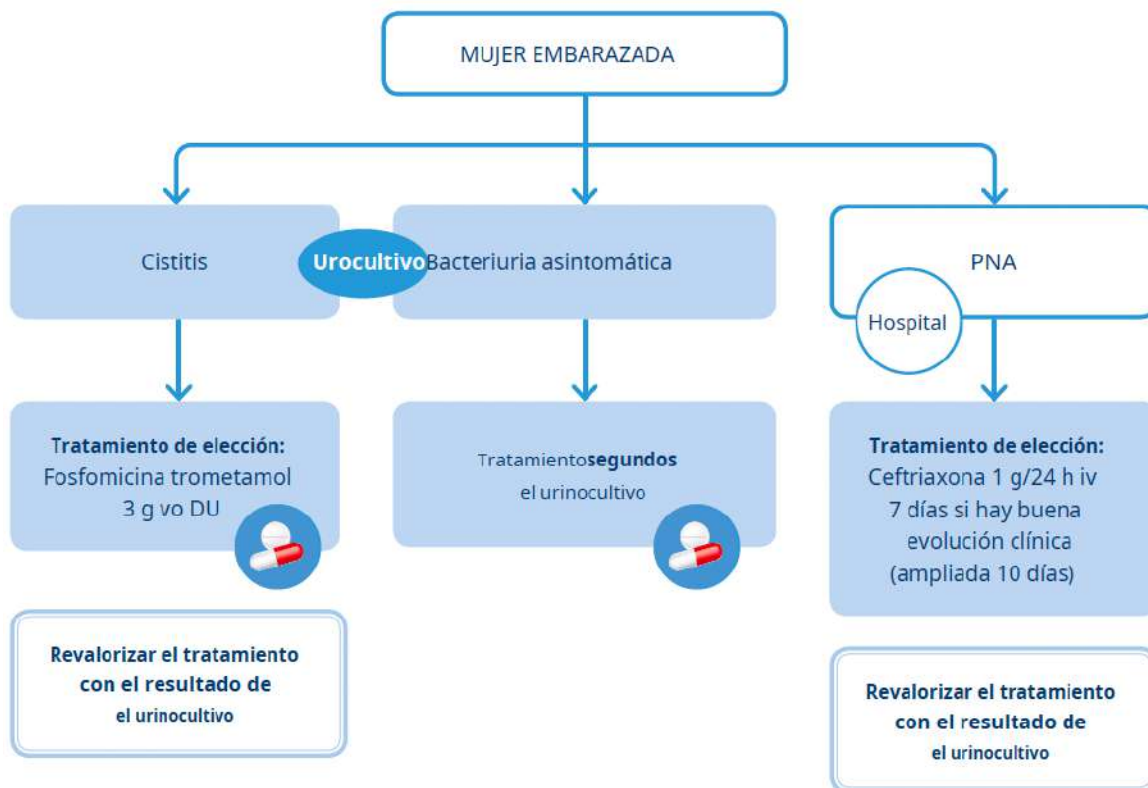 MUJER EMBARAZADA
Cistitis
Urocultivo
Bacteriuria asintomática
PNA
Hospital
Tratamiento de elección:
Fosfomicina trometamol
3 g vo DU
Tratamientosegundos
el urinocultivo
Tratamiento de elección:
Ceftriaxona 1 g/24 h iv
7 días si hay buena
evolución clínica
(ampliada 10 días)
Revalorizar el tratamiento
con el resultado de
el urinocultivo
Revalorizar el tratamiento
con el resultado de
el urinocultivo